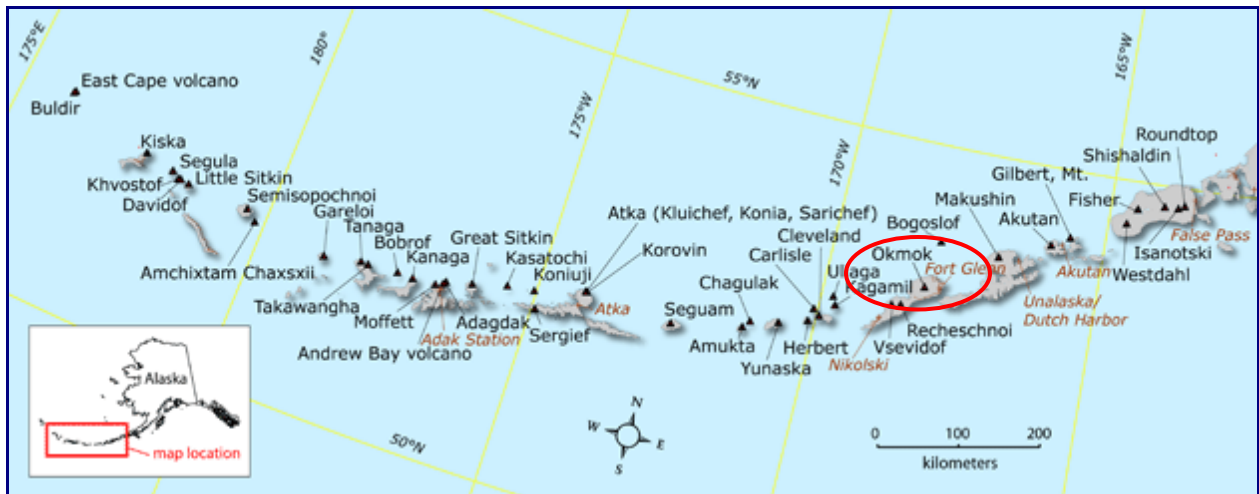 175°E
180°
175°W
55°N
170°W
165°W
50°N
East Cape volcano
Buldir
Kiska
Segula
Khvostof
Little Sitkin
Davidof
Semisopochnoi
Amchixtam Chaxsxii
Gareloi
Tanaga
Takawangha
Bobrof
Kanaga
Moffett
Andrew Bay volcano
Adak Station
Great Sitkin
Adagdak
Kasatochi
Koniuji
Sergief
Atka (Kluichef, Konia, Sarichef)
Korovin
Atka
Seguam
Chagulak
Amukta
Yunaska
Herbert
Carlisle
Cleveland
Uliaga
Kagamil
Nikolski
Vsevidof
Recheschnoi
Bogoslof
Okmok
Fort Glenn
Makushin
Unalaska/
Dutch Harbor
Akutan
Gilbert, Mt.
Akutan
Westdahl
Fisher
Shishaldin
Roundtop
Isanotski
False Pass
Alaska
map location
N
W
E
S
0
100
200
kilometers